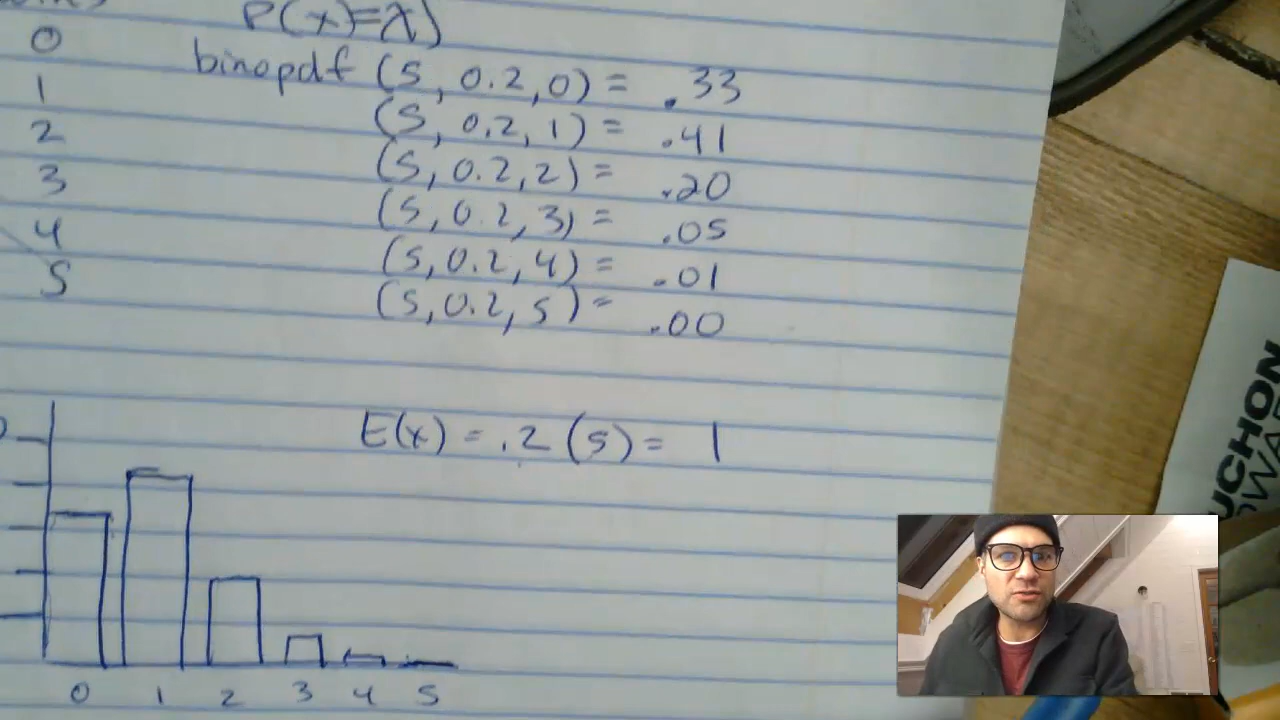 P(x)=x)
0 binopdf (5, 0.2, 0) = .33
1 (5, 0.2, 1) = .41
2 (5, 0.2, 2) = .20
3 (5, 0.2, 3) = .05
4 (5, 0.2, 4) = .01
5 (5, 0.2, 5) = .00
E(x) = .2 (5) = 1
0 1 2 3 4 5
UCHON